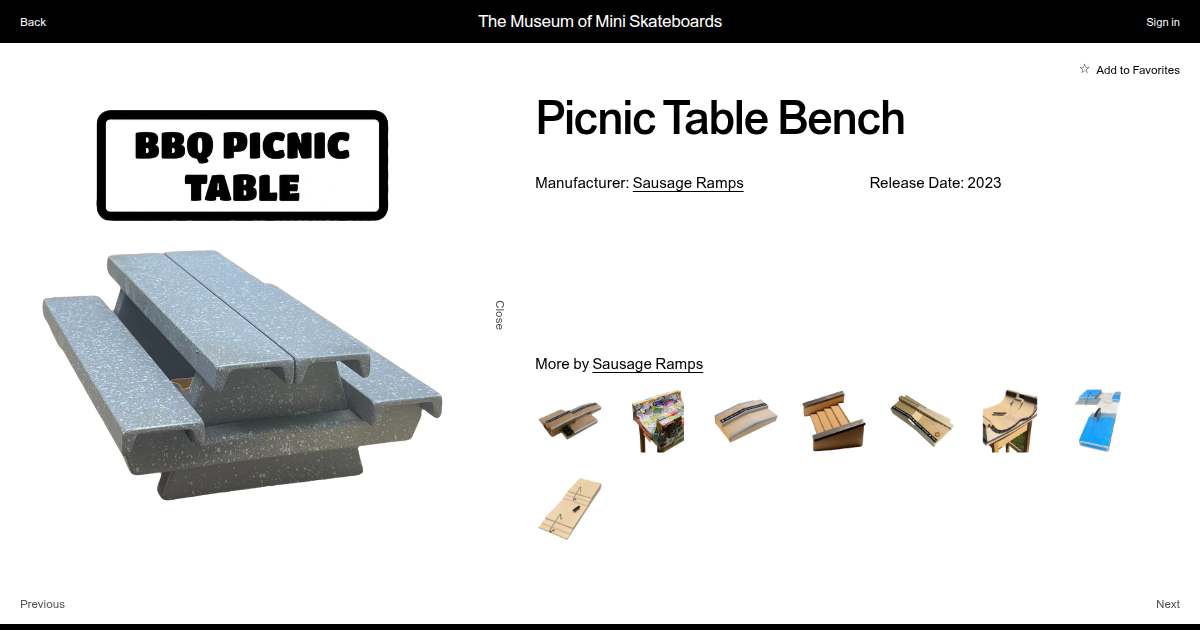 Back
The Museum of Mini Skateboards
Sign in
☆ Add to Favorites
BBQ PICNIC
TABLE
Picnic Table Bench
Manufacturer: Sausage Ramps
Release Date: 2023
Close
More by Sausage Ramps
Previous
Next